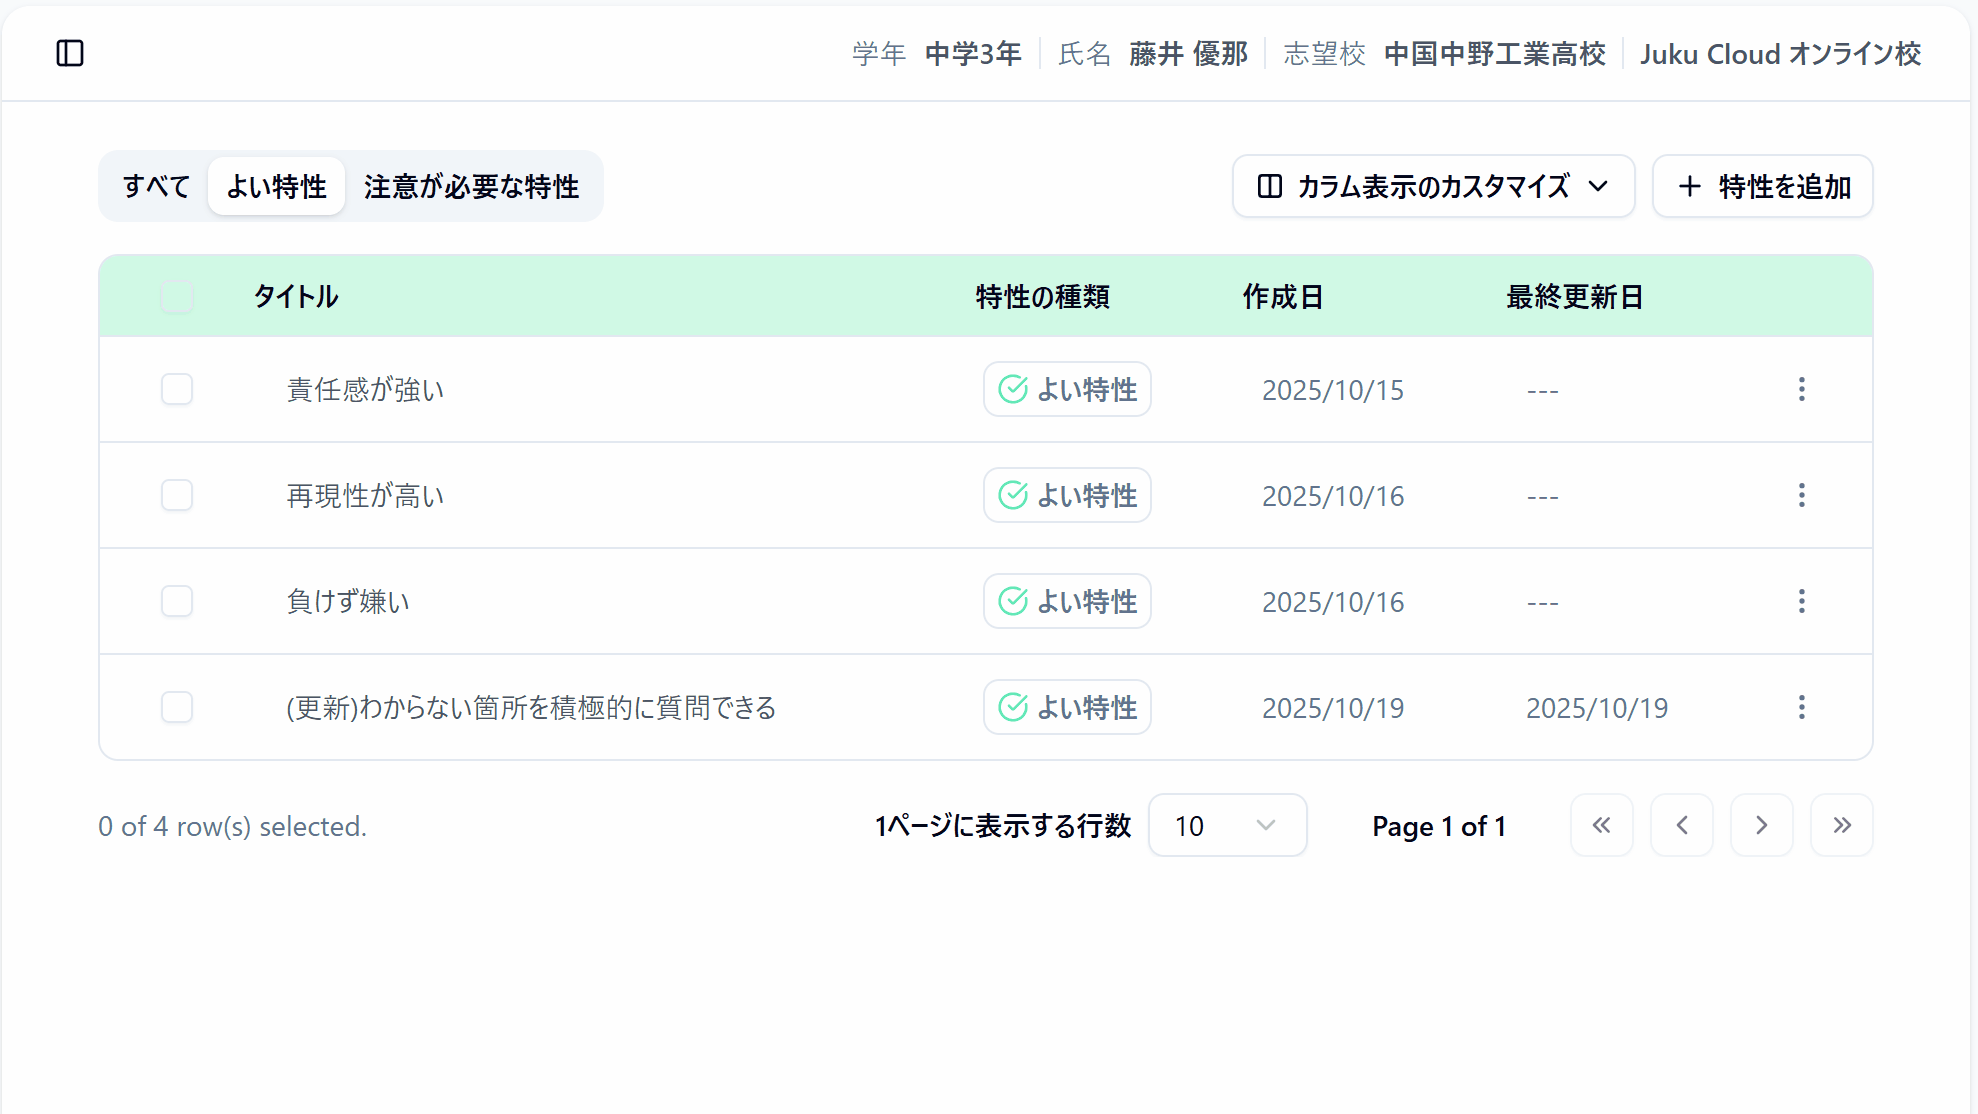 学年 中学3年 氏名 藤井 優那 志望校 中国中野工業高校 Juku Cloud オンライン校
すべて よい特性 注意が必要な特性 カラム表示のカスタマイズ 特性を追加
タイトル 特性の種類 作成日 最終更新日
責任感が強い よい特性 2025/10/15 ---
再現性が高い よい特性 2025/10/16 ---
負けず嫌い よい特性 2025/10/16 ---
(更新)わからない箇所を積極的に質問できる よい特性 2025/10/19 2025/10/19
0 of 4 row(s) selected. 1ページに表示する行数 10 Page 1 of 1